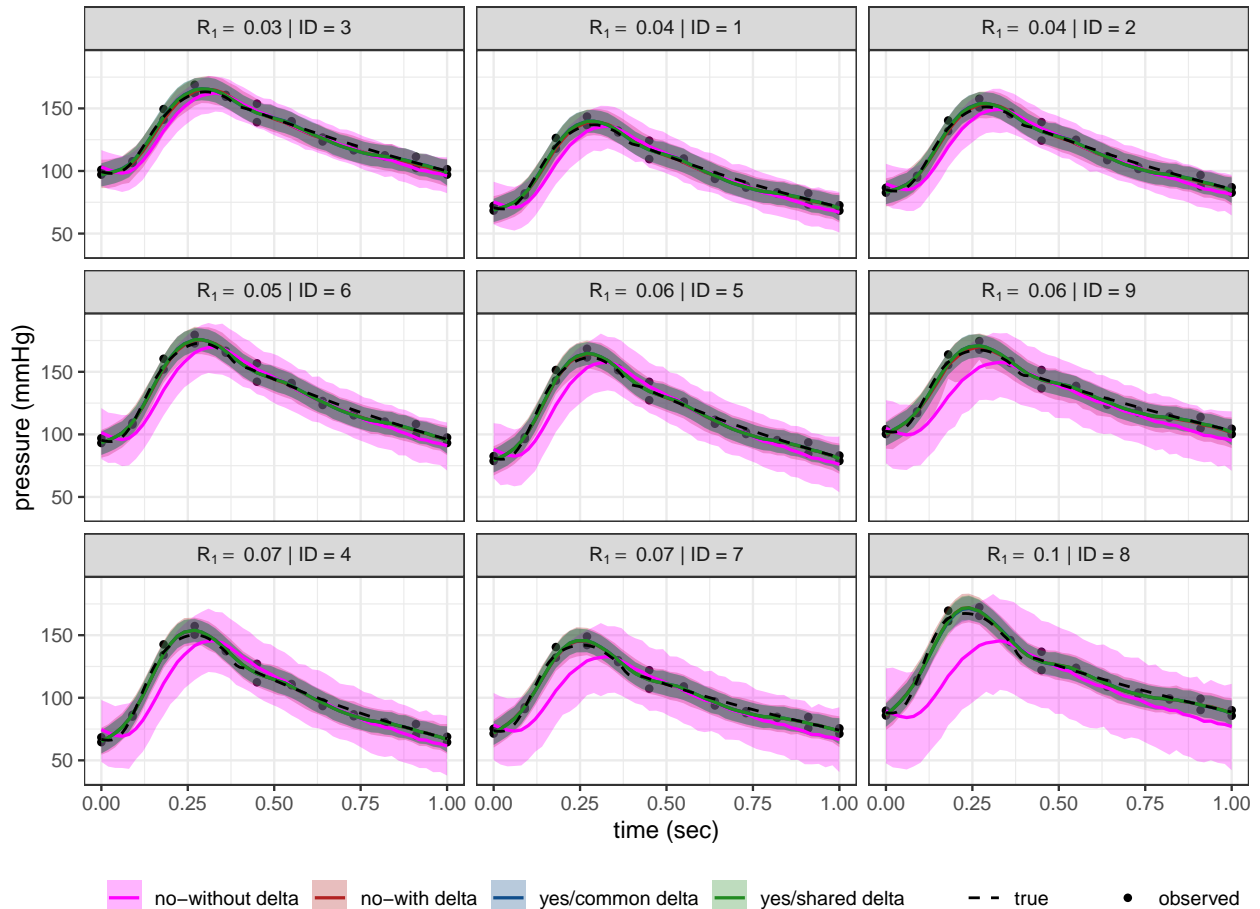 R₁ = 0.03 | ID = 3
R₁ = 0.04 | ID = 1
R₁ = 0.04 | ID = 2
150
100
50
R₁ = 0.05 | ID = 6
R₁ = 0.06 | ID = 5
R₁ = 0.06 | ID = 9
pressure (mmHg)
150
100
50
R₁ = 0.07 | ID = 4
R₁ = 0.07 | ID = 7
R₁ = 0.1 | ID = 8
150
100
50
0.00 0.25 0.50 0.75 1.00
0.00 0.25 0.50 0.75 1.00
0.00 0.25 0.50 0.75 1.00
time (sec)
no−without delta no−with delta yes/common delta yes/shared delta true observed